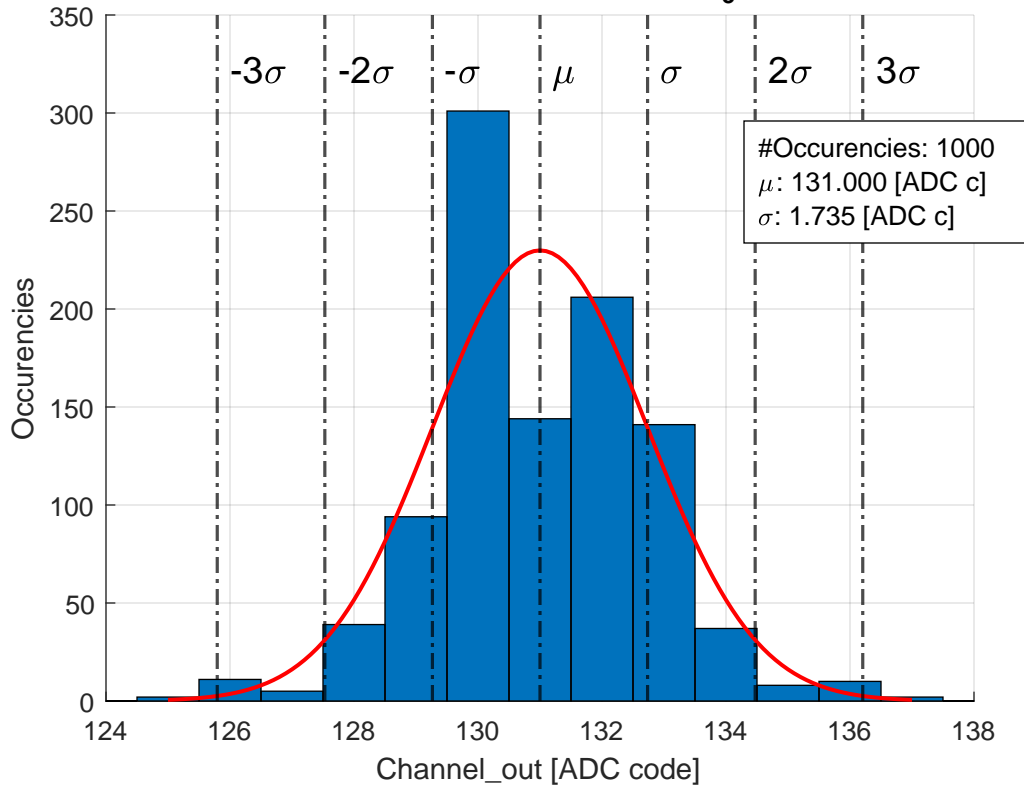 350
300
250
200
150
100
50
0
-3σ -2σ -σ μ σ 2σ 3σ
#Occurencies: 1000
μ: 131.000 [ADC c]
σ: 1.735 [ADC c]
Occurencies
124 126 128 130 132 134 136 138
Channel_out [ADC code]